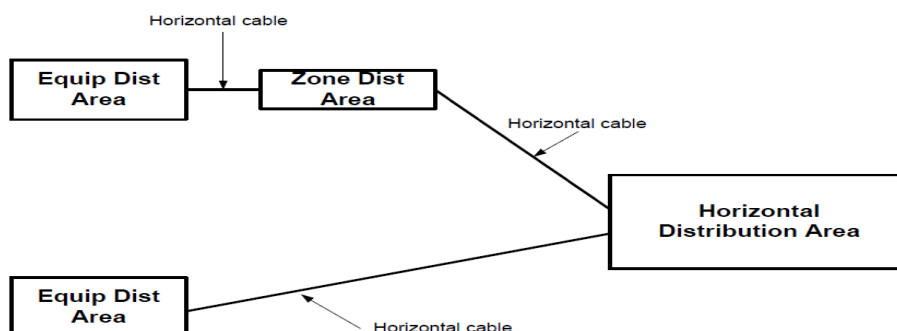 Horizontal cable
Equip Dist
Area
Zone Dist
Area
Horizontal cable
Horizontal
Distribution Area
Equip Dist
Area
Horizontal cable